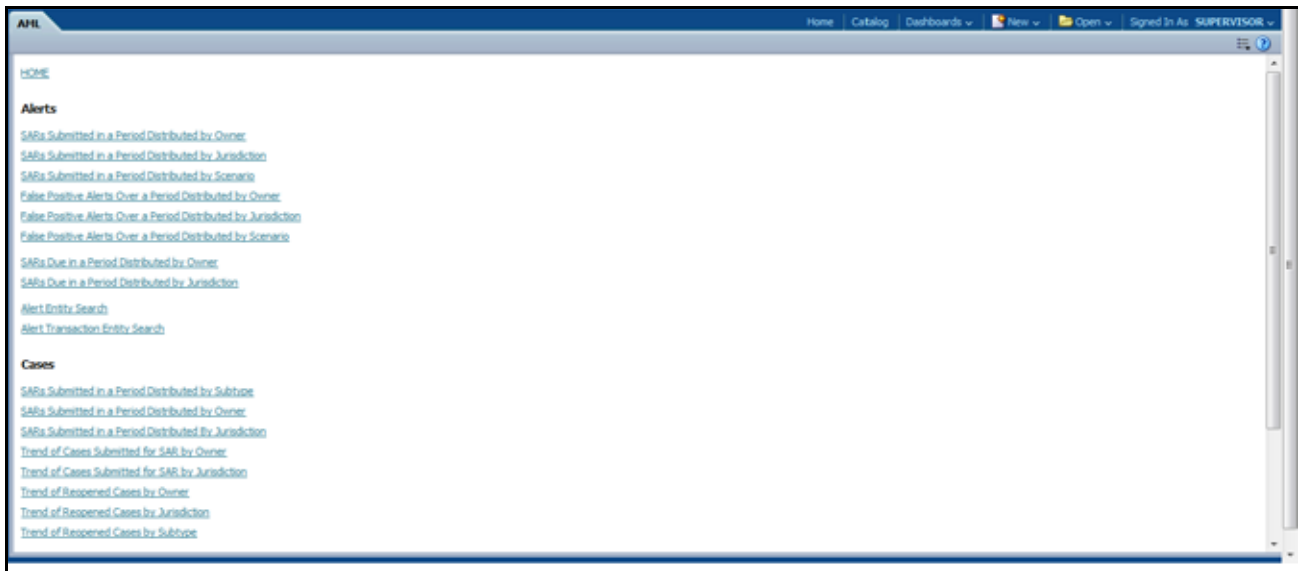 AML
Home Catalog Dashboards New Open Signed In As SUPERVISOR
HOME
Alerts
SARs Submitted in a Period Distributed by Owner
SARs Submitted in a Period Distributed by Jurisdiction
SARs Submitted in a Period Distributed by Scenario
False Positive Alerts Over a Period Distributed by Owner
False Positive Alerts Over a Period Distributed by Jurisdiction
False Positive Alerts Over a Period Distributed by Scenario
SARs Due in a Period Distributed by Owner
SARs Due in a Period Distributed by Jurisdiction
Alert Entity Search
Alert Transaction Entity Search
Cases
SARs Submitted in a Period Distributed by Subtype
SARs Submitted in a Period Distributed by Owner
SARs Submitted in a Period Distributed By Jurisdiction
Trend of Cases Submitted for SAR by Owner
Trend of Cases Submitted for SAR by Jurisdiction
Trend of Reopened Cases by Owner
Trend of Reopened Cases by Jurisdiction
Trend of Reopened Cases by Subtype